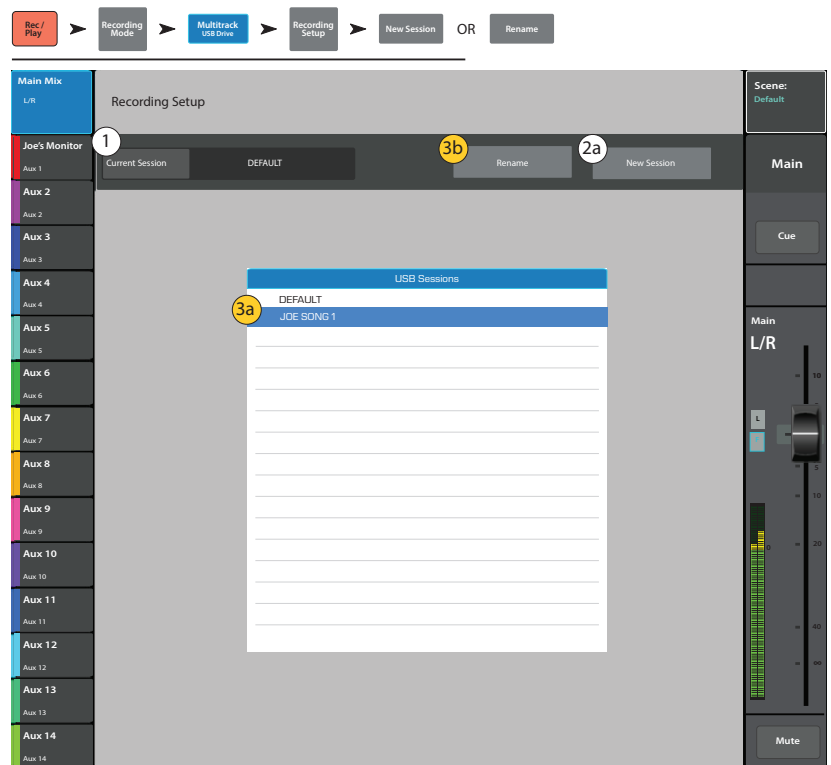 Rec /
Play
Recording
Mode
Multitrack
USB Drive
Recording
Setup
New Session
OR
Rename
Main Mix
L/R
Recording Setup
Scene:
Default
1
Current Session
DEFAULT
3b
Rename
2a
New Session
Joe's Monitor
Aux 1
Aux 2
Aux 2
Aux 3
Aux 3
Aux 4
Aux 4
Aux 5
Aux 5
Aux 6
Aux 6
Aux 7
Aux 7
Aux 8
Aux 8
Aux 9
Aux 9
Aux 10
Aux 10
Aux 11
Aux 11
Aux 12
Aux 12
Aux 13
Aux 13
Aux 14
Aux 14
USB Sessions
DEFAULT
3a
JOE SONG 1
Main
Cue
Main
L/R
10
L
5
10
0
20
40
∞
Mute